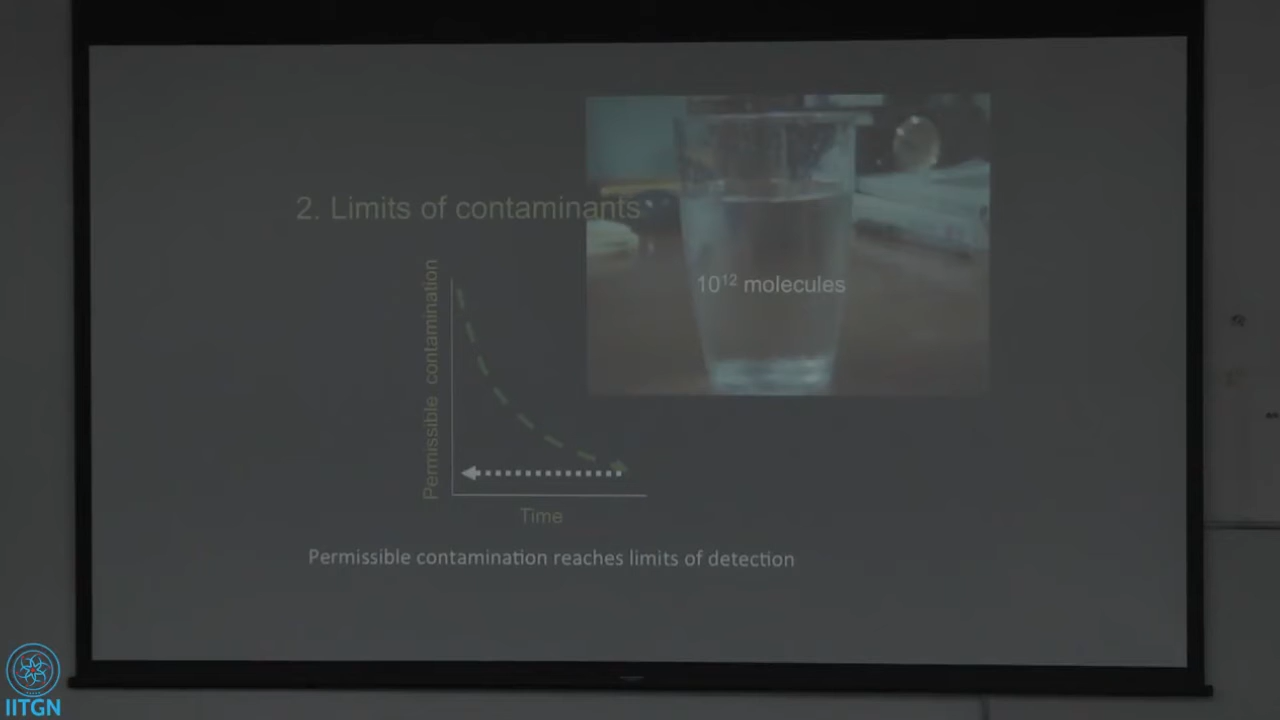 2. Limits of contaminants
10¹² molecules
Permissible contamination
Time
Permissible contamination reaches limits of detection
IITGN